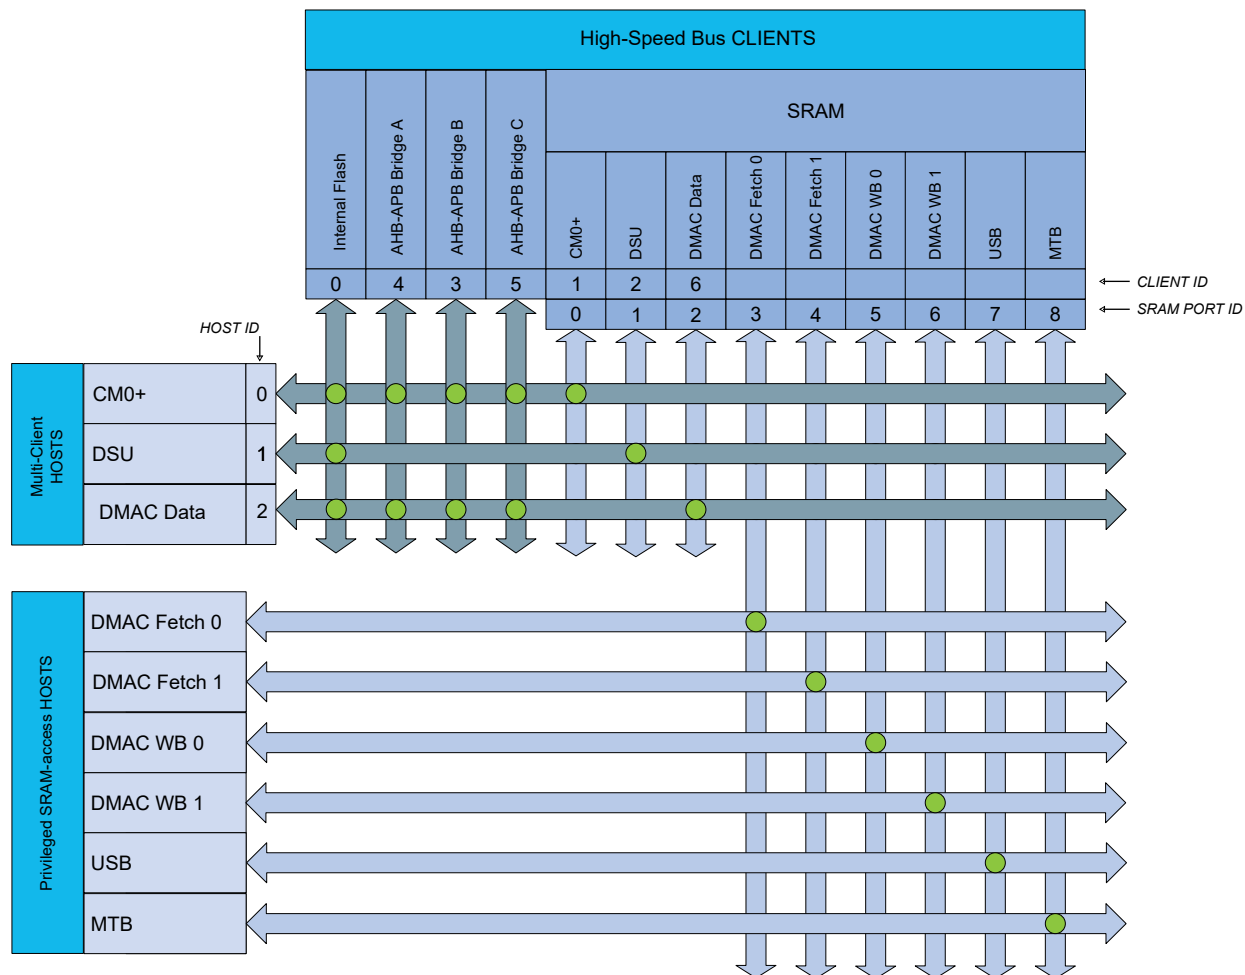 High-Speed Bus CLIENTS
SRAM
Internal Flash
AHB-APB Bridge A
AHB-APB Bridge B
AHB-APB Bridge C
CM0+
DSU
DMAC Data
DMAC Fetch 0
DMAC Fetch 1
DMAC WB 0
DMAC WB 1
USB
MTB
0 4 3 5 1 2 6
CLIENT ID
0 1 2 3 4 5 6 7 8
SRAM PORT ID
HOST ID
Multi-Client
HOSTS
CM0+ 0
DSU 1
DMAC Data 2
Privileged SRAM-access HOSTS
DMAC Fetch 0
DMAC Fetch 1
DMAC WB 0
DMAC WB 1
USB
MTB